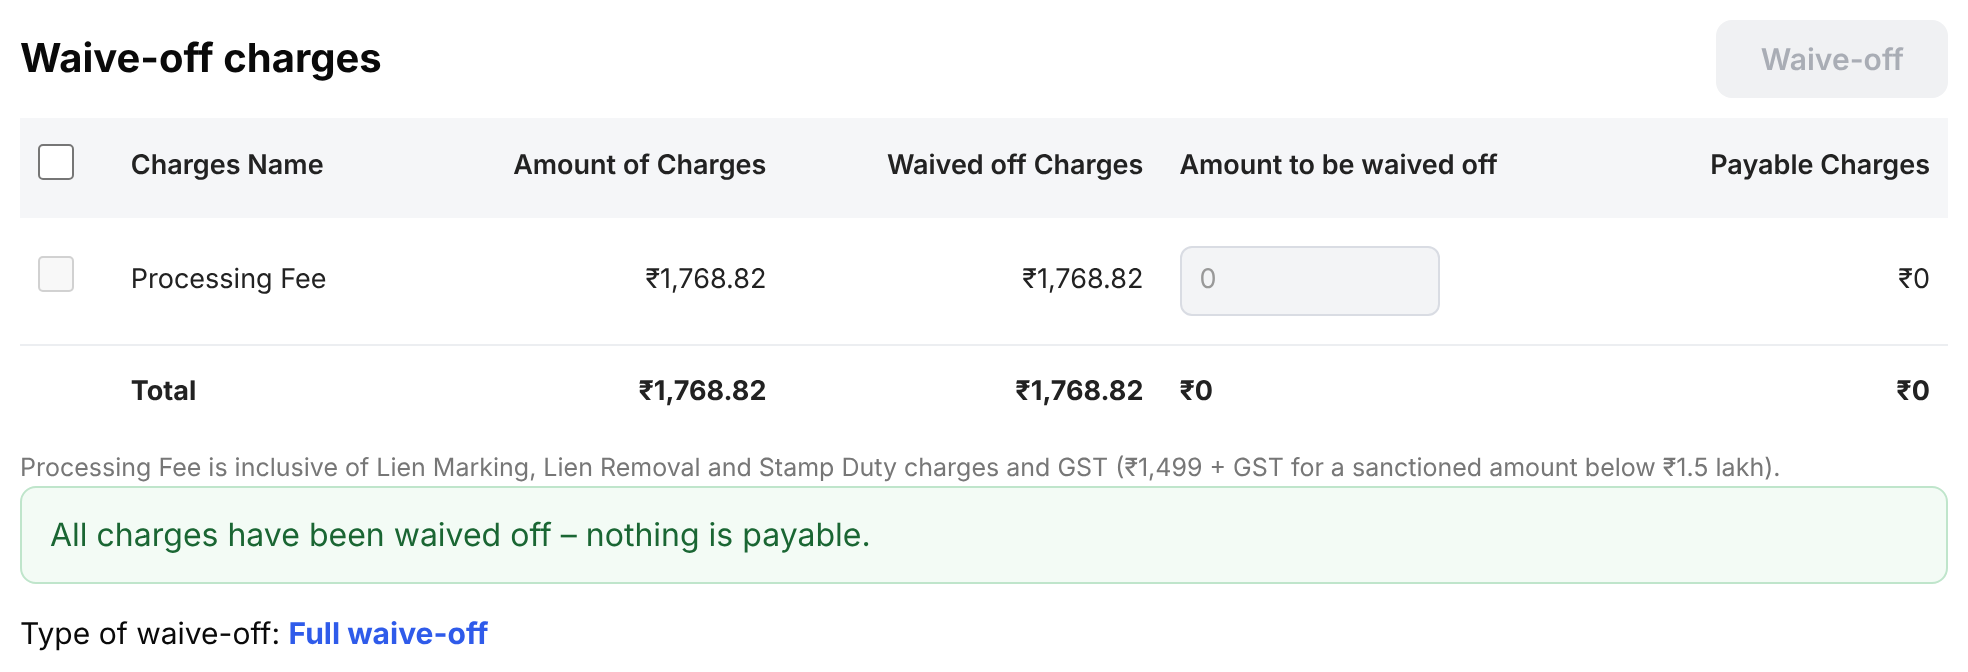 Waive-off charges
Waive-off
Charges Name Amount of Charges Waived off Charges Amount to be waived off Payable Charges
Processing Fee ₹1,768.82 ₹1,768.82 0 ₹0
Total ₹1,768.82 ₹1,768.82 ₹0 ₹0
Processing Fee is inclusive of Lien Marking, Lien Removal and Stamp Duty charges and GST (₹1,499 + GST for a sanctioned amount below ₹1.5 lakh).
All charges have been waived off – nothing is payable.
Type of waive-off: Full waive-off